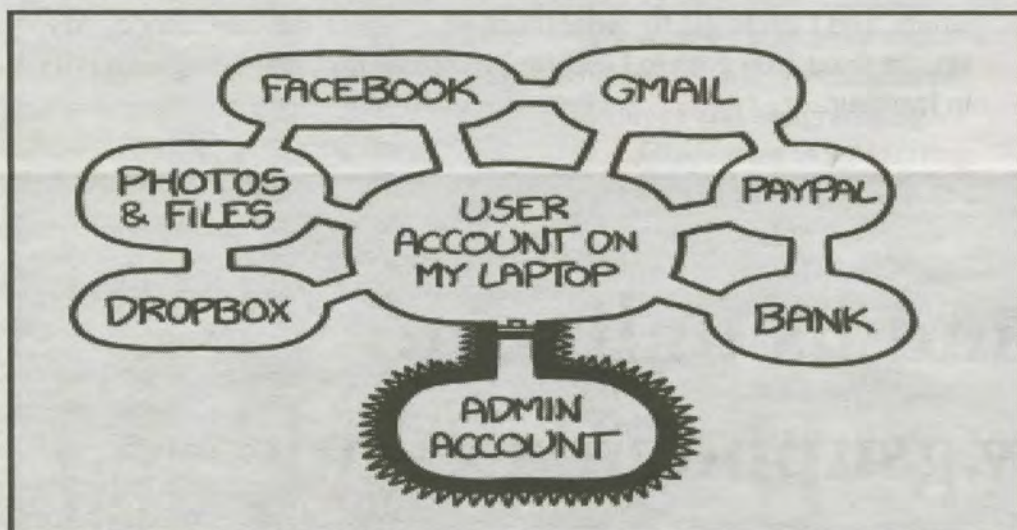 FACEBOOK
GMAIL
PHOTOS
& FILES
USER
ACCOUNT ON
MY LAPTOP
PAYPAL
DROPBOX
BANK
ADMIN
ACCOUNT